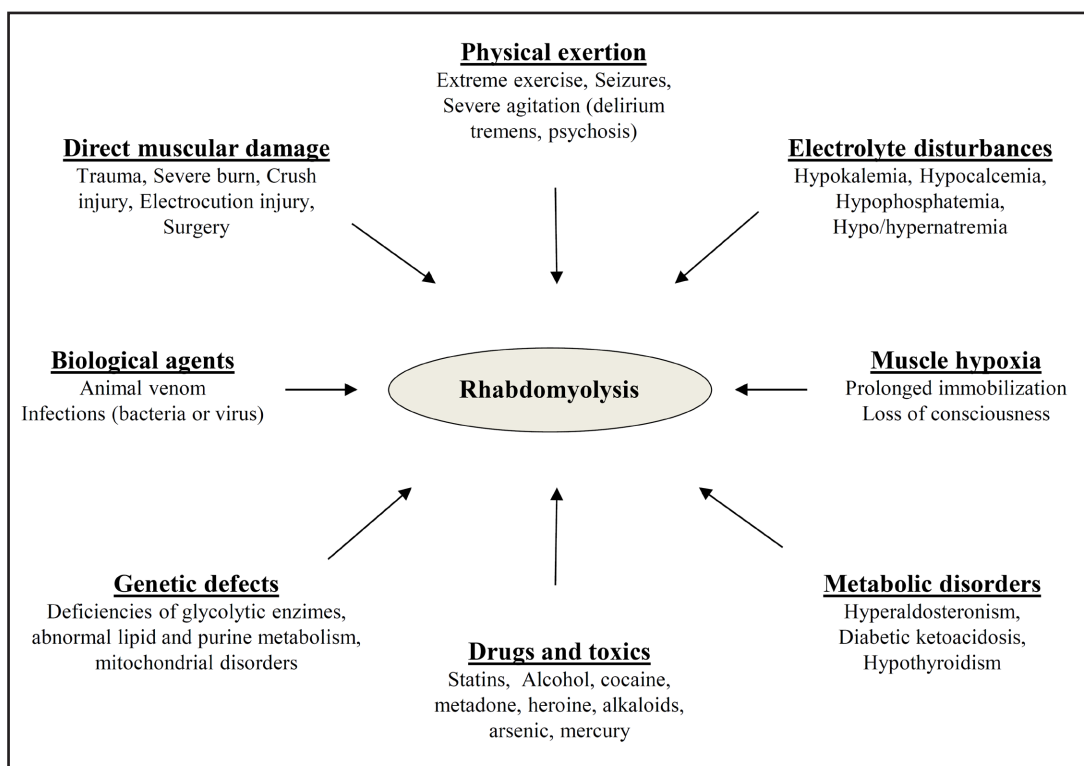 Physical exertion
Extreme exercise, Seizures,
Severe agitation (delirium
tremens, psychosis)
Direct muscular damage
Trauma, Severe burn, Crush
injury, Electrocution injury,
Surgery
Electrolyte disturbances
Hypokalemia, Hypocalcemia,
Hypophosphatemia,
Hypo/hypernatremia
Biological agents
Animal venom
Infections (bacteria or virus)
Rhabdomyolysis
Muscle hypoxia
Prolonged immobilization
Loss of consciousness
Genetic defects
Deficiencies of glycolytic enzimes,
abnormal lipid and purine metabolism,
mitochondrial disorders
Drugs and toxics
Statins, Alcohol, cocaine,
metadone, heroine, alkaloids,
arsenic, mercury
Metabolic disorders
Hyperaldosteronism,
Diabetic ketoacidosis,
Hypothyroidism